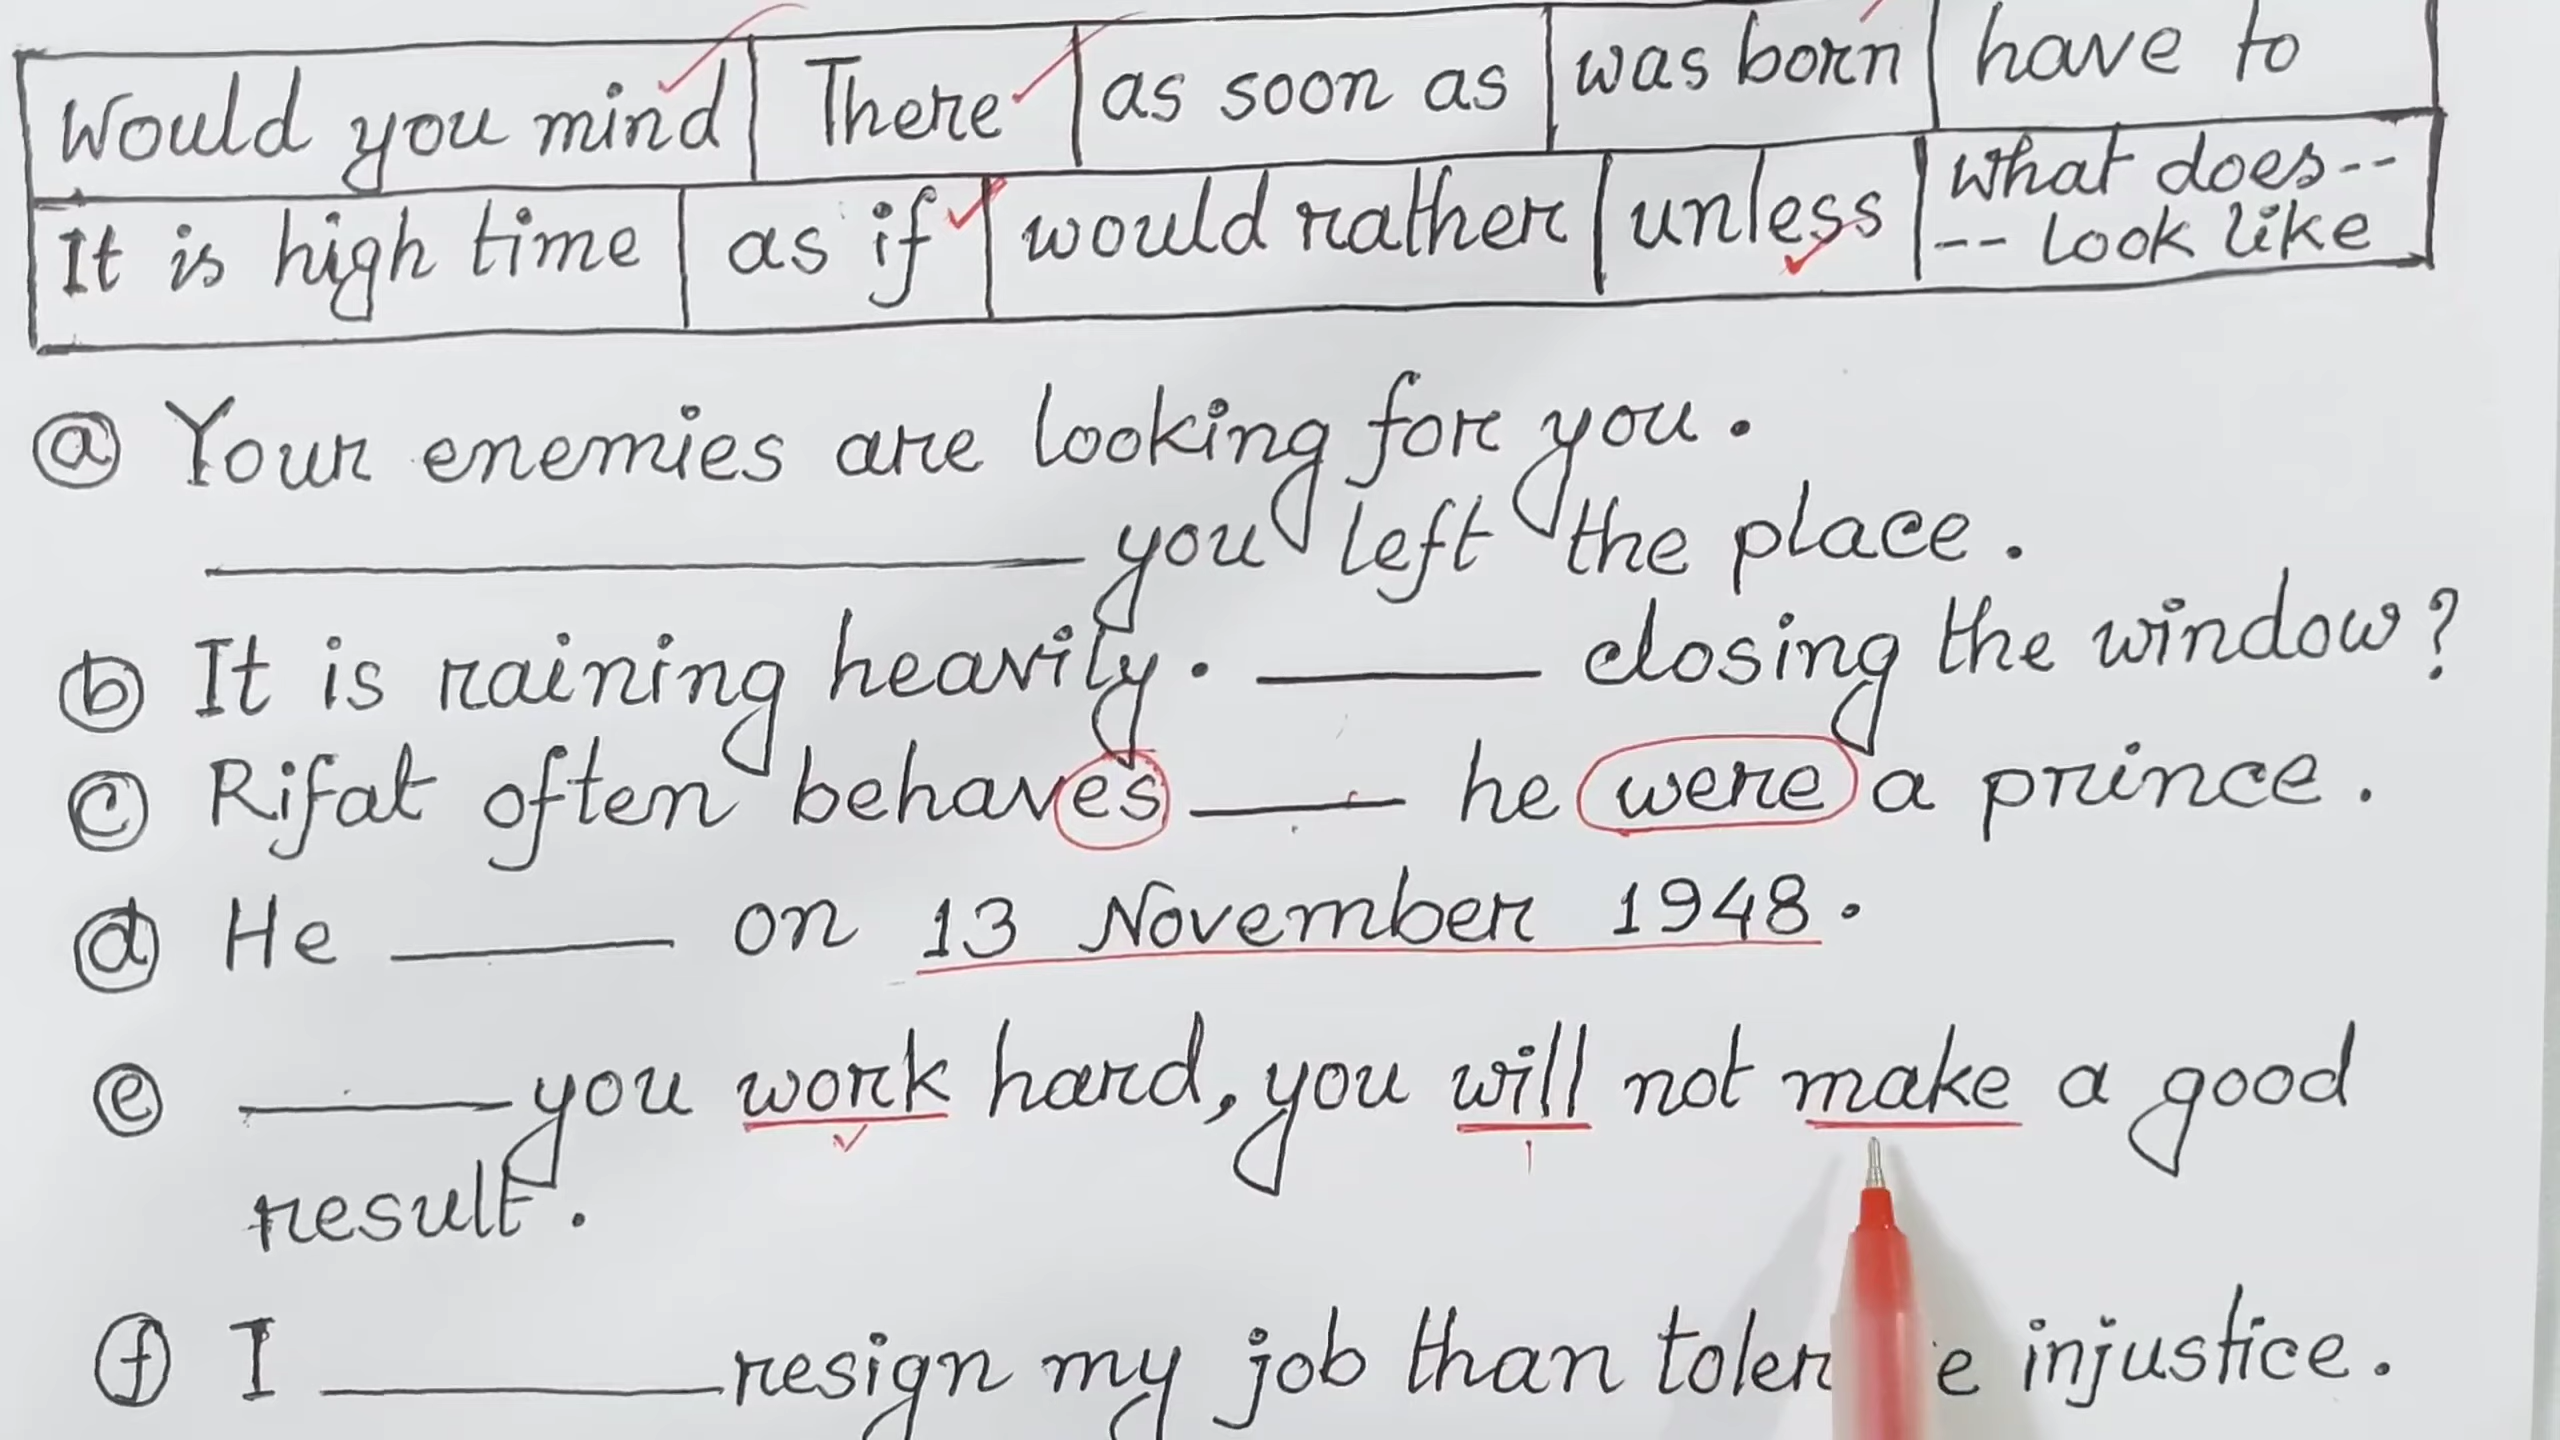 Would you mind There as soon as was born have to
It is high time as if would rather unless What does--
-- look like
(a) Your enemies are looking for you.
__________ you left the place.
(b) It is raining heavily. _____ closing the window?
(c) Rifat often behaves _____ he were a prince.
(d) He _____ on 13 November 1948.
(e) _____ you work hard, you will not make a good
result.
(f) I _____ resign my job than injustice.